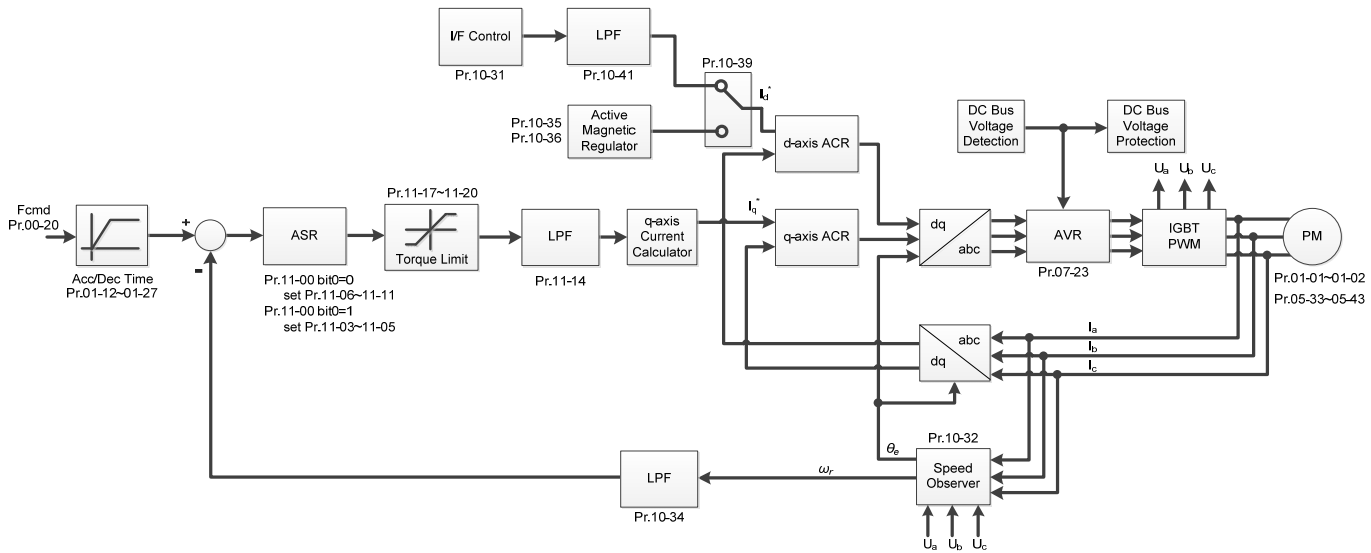 I/F Control
Pr.10-31
LPF
Pr.10-41
Pr.10-39
Id*
Pr.10-35
Pr.10-36
Active
Magnetic
Regulator
d-axis ACR
DC Bus
Voltage
Detection
DC Bus
Voltage
Protection
Ua Ub Uc
Fcmd
Pr.00-20
Acc/Dec Time
Pr.01-12~01-27
+
-
ASR
Pr.11-00 bit0=0
set Pr.11-06~11-11
Pr.11-00 bit0=1
set Pr.11-03~11-05
Pr.11-17~11-20
Torque Limit
LPF
Pr.11-14
q-axis
Current
Calculator
Iq*
q-axis ACR
dq
abc
AVR
Pr.07-23
IGBT
PWM
PM
Pr.01-01~01-02
Pr.05-33~05-43
abc
dq
Ia
Ib
Ic
θe
Pr.10-32
Speed
Observer
ωr
LPF
Pr.10-34
Ua Ub Uc